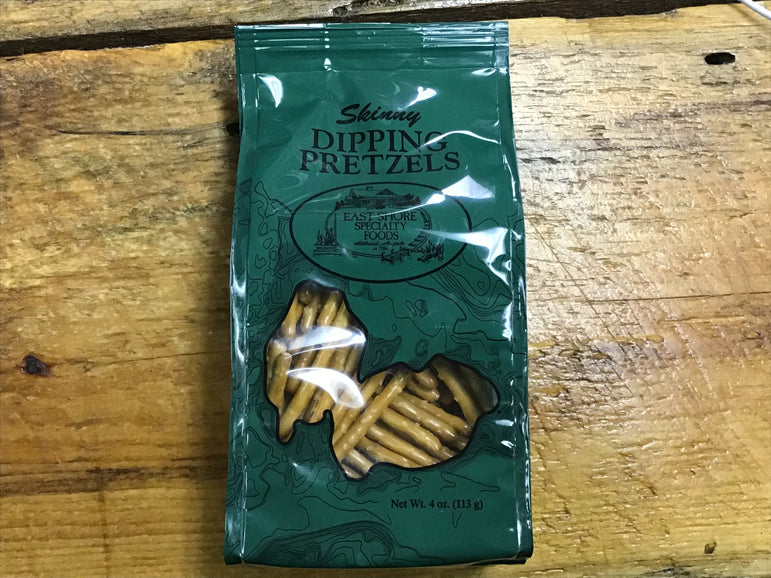 Skinny
DIPPING
PRETZELS
EAST SHORE
SPECIALTY
FOODS
Net Wt. 4 oz. (113 g)